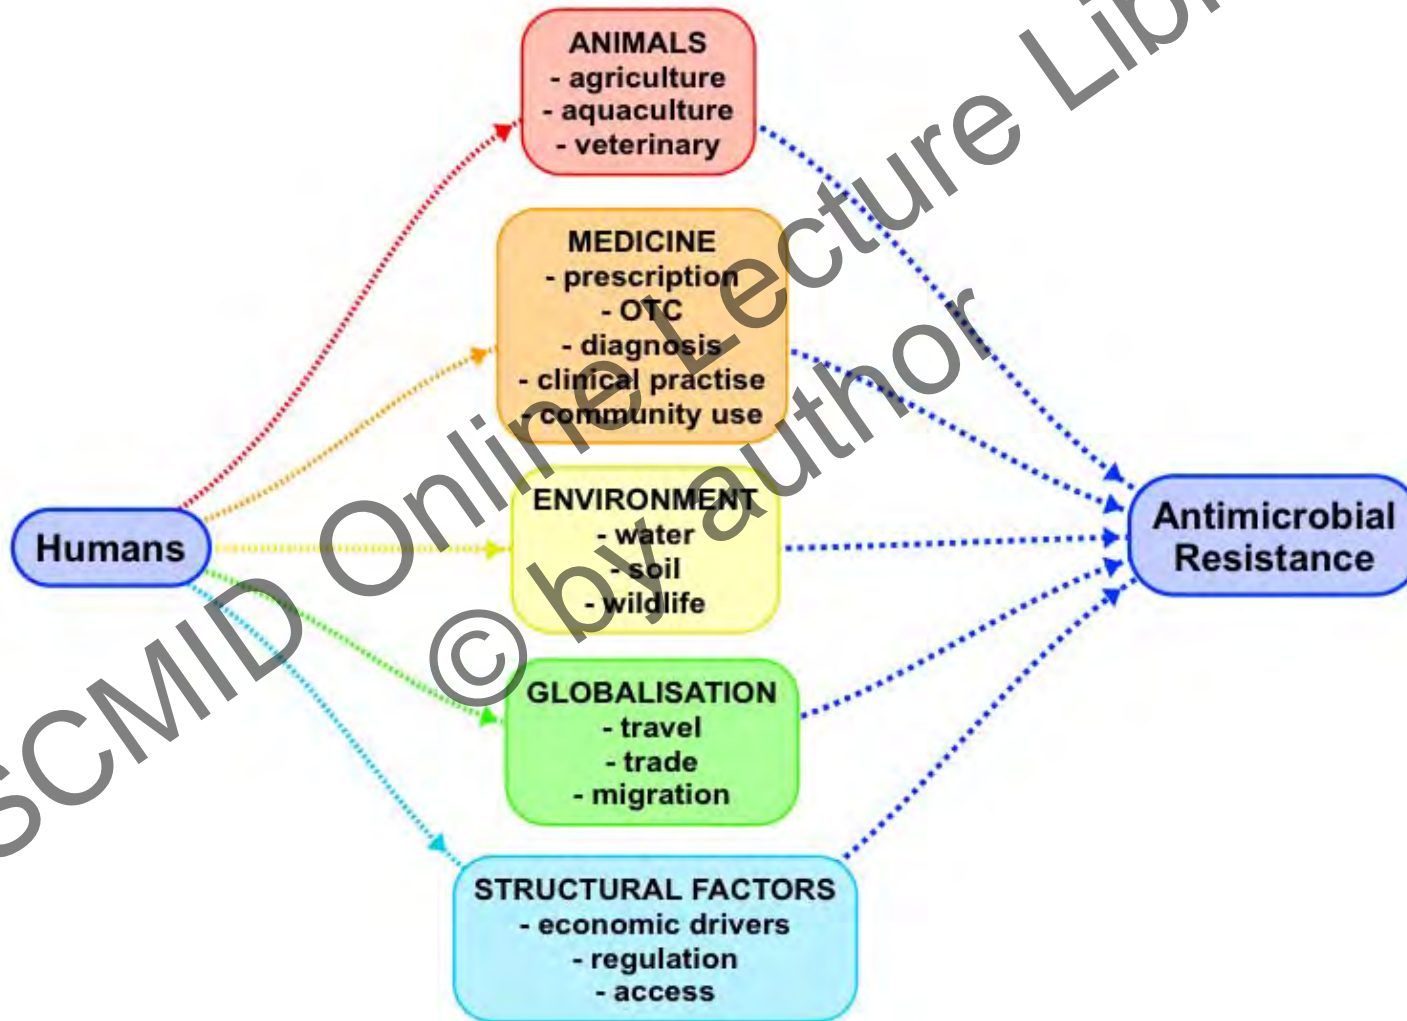 ANIMALS
- agriculture
- aquaculture
- veterinary
MEDICINE
- prescription
- OTC
- diagnosis
- clinical practise
- community use
ENVIRONMENT
- water
- soil
- wildlife
GLOBALISATION
- travel
- trade
- migration
STRUCTURAL FACTORS
- economic drivers
- regulation
- access
Humans
Antimicrobial
Resistance
SCMID Online Lecture
© by author